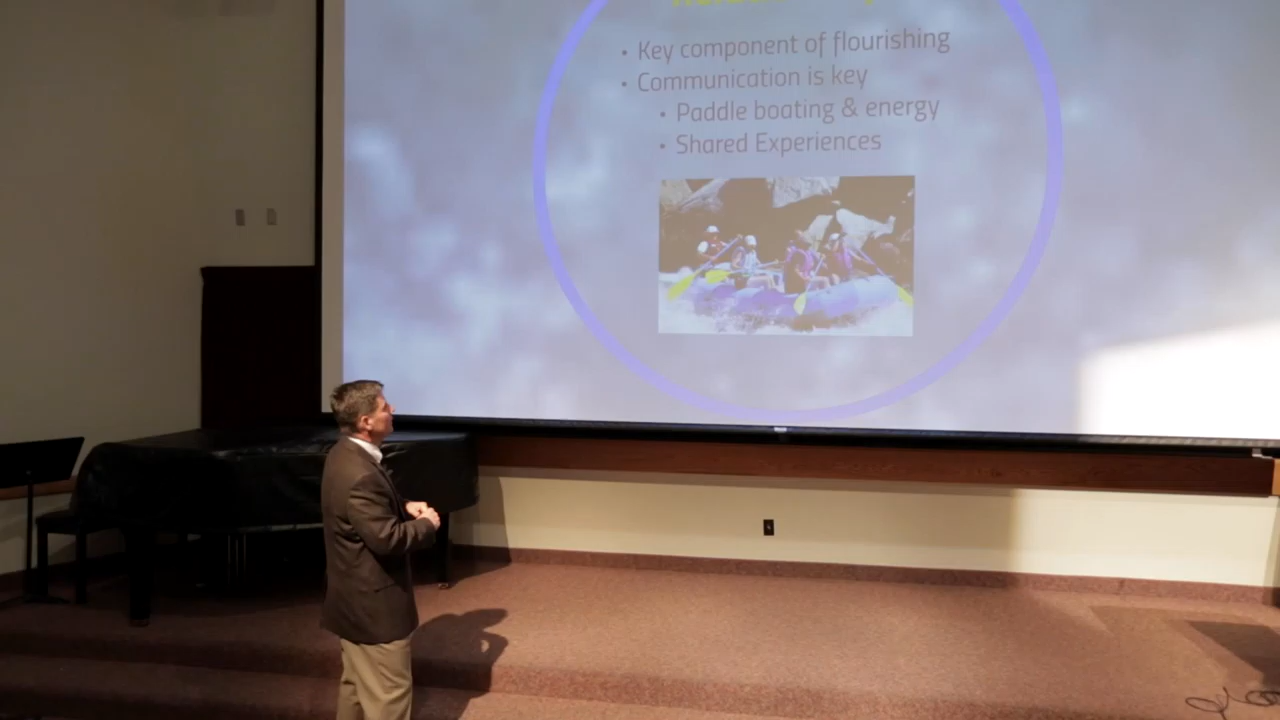 • Key component of flourishing
• Communication is key
• Paddle boating & energy
• Shared Experiences